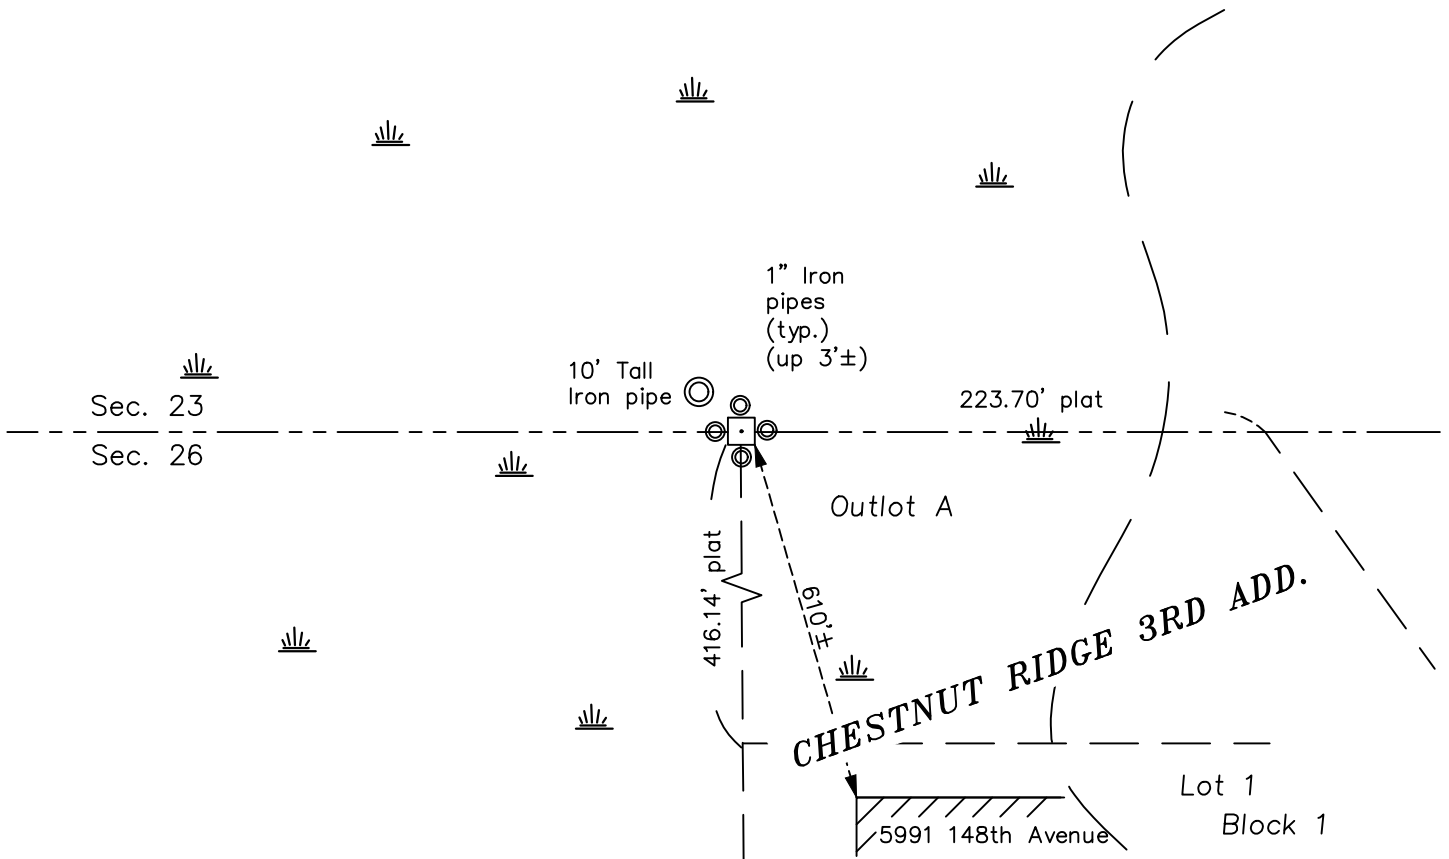 1” Iron
pipes
(typ.)
(up 3’±)
10’ Tall
Iron pipe
223.70’ plat
Sec. 23
Sec. 26
Outlot A
416.14’ plat
610’±
CHESTNUT RIDGE 3RD ADD.
Lot 1
Block 1
5991 148th Avenue